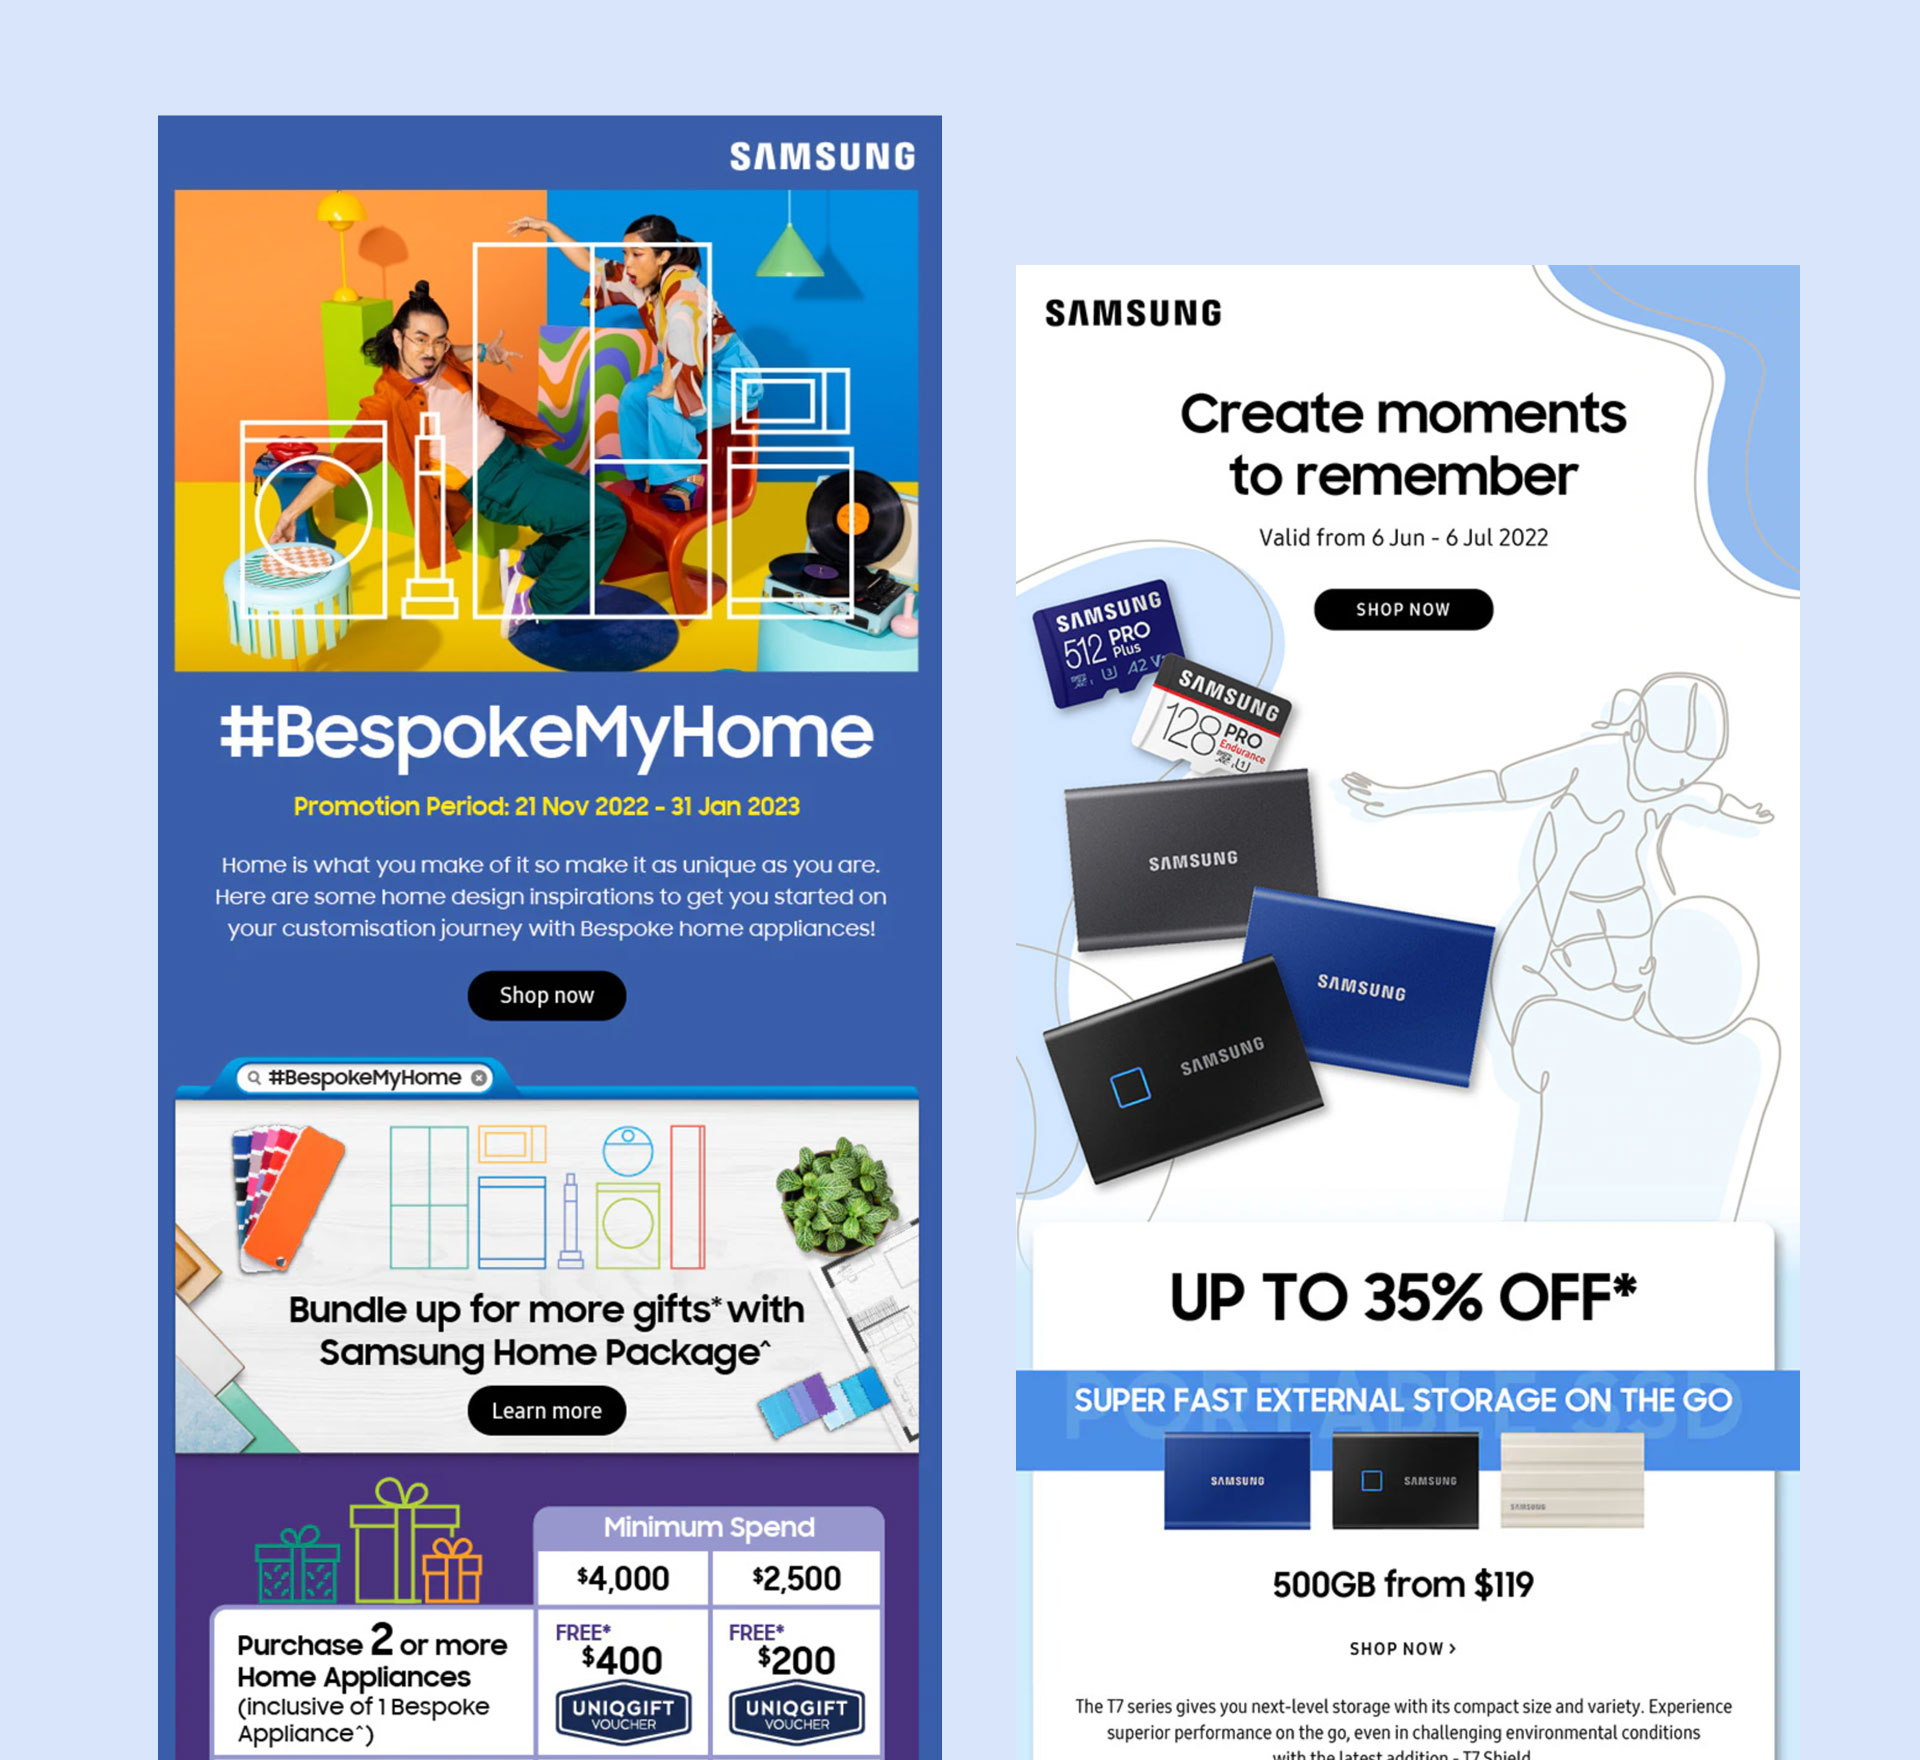 SAMSUNG
#BespokeMyHome
Promotion Period: 21 Nov 2022 - 31 Jan 2023
Home is what you make of it so make it as unique as you are.
Here are some home design inspirations to get you started on
your customisation journey with Bespoke home appliances!
Shop now
#BespokeMyHome
Bundle up for more gifts* with
Samsung Home Package^
Learn more
Minimum Spend
$4,000
$2,500
Purchase 2 or more
Home Appliances
(inclusive of 1 Bespoke
Appliance^)
FREE*
$400
UNIQGIFT
VOUCHER
FREE*
$200
UNIQGIFT
VOUCHER
SAMSUNG
Create moments
to remember
Valid from 6 Jun - 6 Jul 2022
SHOP NOW
SAMSUNG
512 PRO
Plus
A2
SAMSUNG
128 PRO
Endurance
SAMSUNG
SAMSUNG
SAMSUNG
UP TO 35% OFF*
PORTABLE SSD
SUPER FAST EXTERNAL STORAGE ON THE GO
SAMSUNG
SAMSUNG
SAMSUNG
500GB from $119
SHOP NOW >
The T7 series gives you next-level storage with its compact size and variety. Experience
superior performance on the go, even in challenging environmental conditions
with the latest addition - T7 Shield